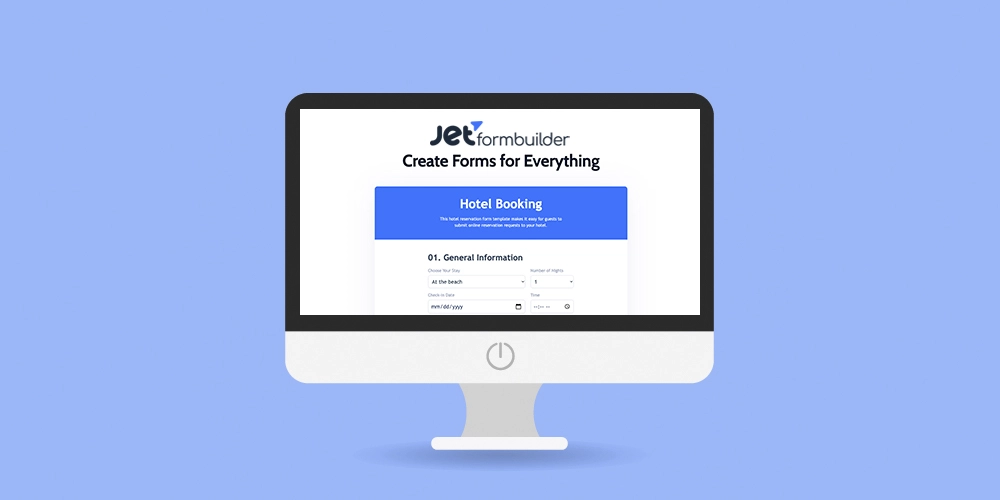 Jetformbuilder
Create Forms for Everything
Hotel Booking
This hotel reservation form template makes it easy for guests to
submit online reservation requests to your hotel.
01. General Information
Choose Your Stay Number of Nights
At the beach 1
Check-in Date Time
mm/dd/yyyy --:-- --